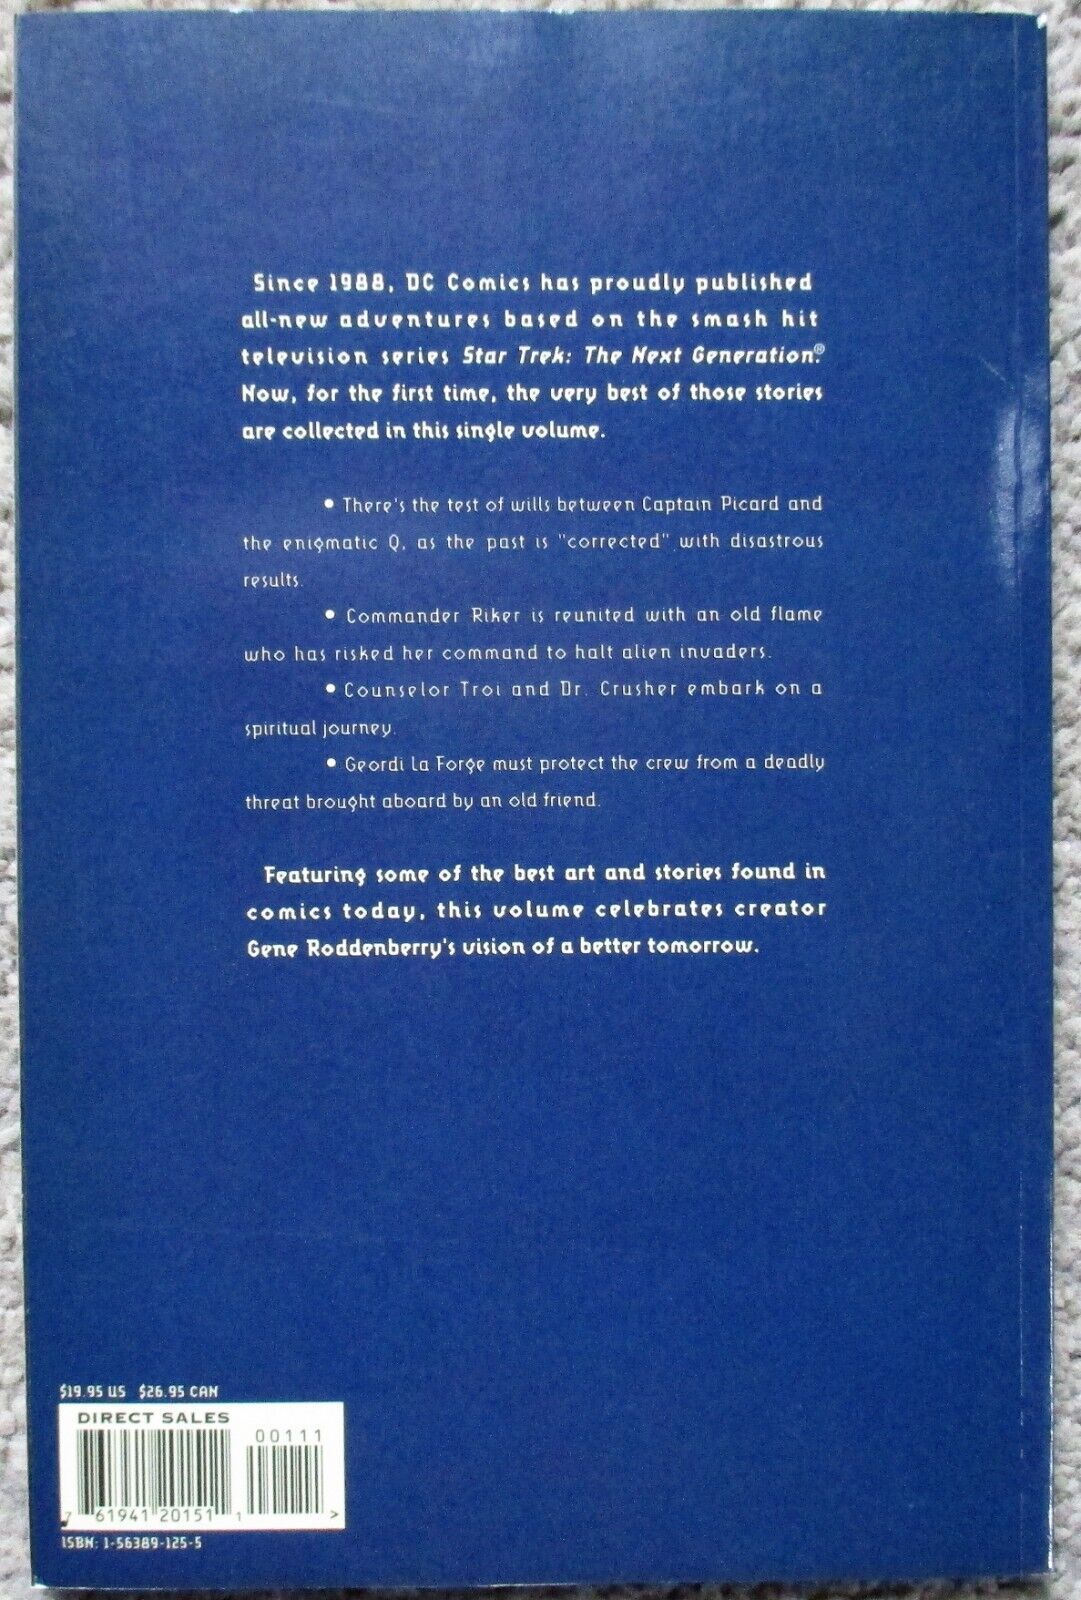 Since 1988, DC Comics has proudly published
all-new adventures based on the smash hit
television series Star Trek: The Next Generation.®
Now, for the first time, the very best of those stories
are collected in this single volume.
• There's the test of wills between Captain Picard and
the enigmatic Q, as the past is "corrected" with disastrous
results.
• Commander Riker is reunited with an old flame
who has risked her command to halt alien invaders.
• Counselor Troi and Dr. Crusher embark on a
spiritual journey.
• Geordi La Forge must protect the crew from a deadly
threat brought aboard by an old friend.
Featuring some of the best art and stories found in
comics today, this volume celebrates creator
Gene Roddenberry's vision of a better tomorrow.
$19.95 US $26.95 CAN
DIRECT SALES
00111
7 61941 20151 1 >
ISBN: 1-56389-125-5